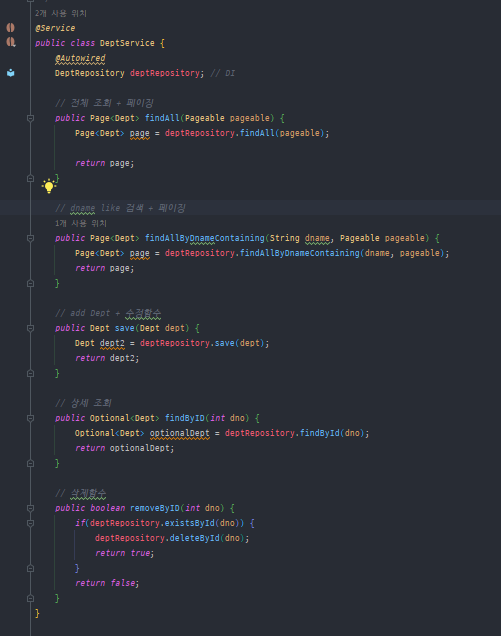 2개 사용 위치
@Service
public class DeptService {
@Autowired
DeptRepository deptRepository; // DI
// 전체 조회 + 페이징
public Page<Dept> findAll(Pageable pageable) {
Page<Dept> page = deptRepository.findAll(pageable);
return page;
}
// dname like 검색 + 페이징
1개 사용 위치
public Page<Dept> findAllByDnameContaining(String dname, Pageable pageable) {
Page<Dept> page = deptRepository.findAllByDnameContaining(dname, pageable);
return page;
}
// add Dept + 수정함수
public Dept save(Dept dept) {
Dept dept2 = deptRepository.save(dept);
return dept2;
}
// 상세 조회
public Optional<Dept> findByID(int dno) {
Optional<Dept> optionalDept = deptRepository.findById(dno);
return optionalDept;
}
// 삭제함수
public boolean removeByID(int dno) {
if(deptRepository.existsById(dno)) {
deptRepository.deleteById(dno);
return true;
}
return false;
}
}